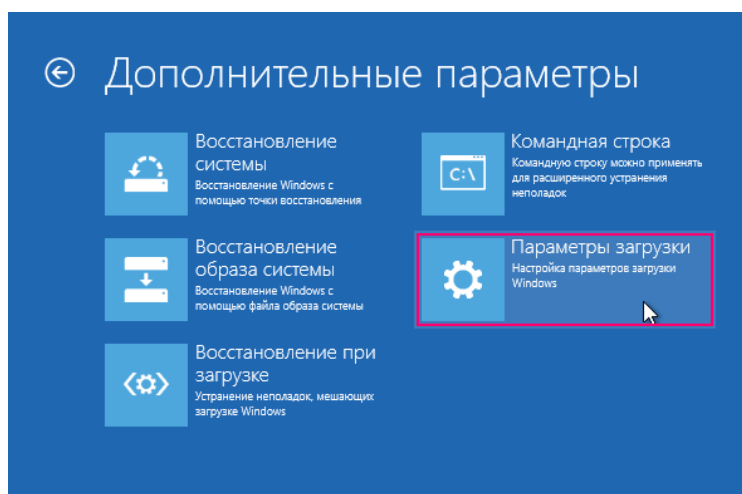 Дополнительные параметры
Восстановление
системы
Восстановление Windows с
помощью точки восстановления
Командная строка
Командную строку можно применять
для расширенного устранения
неполадок
C:\
Восстановление
образа системы
Восстановление Windows с
помощью файла образа системы
Параметры загрузки
Настройка параметров загрузки
Windows
Восстановление при
загрузке
Устранение неполадок, мешающих
загрузке Windows